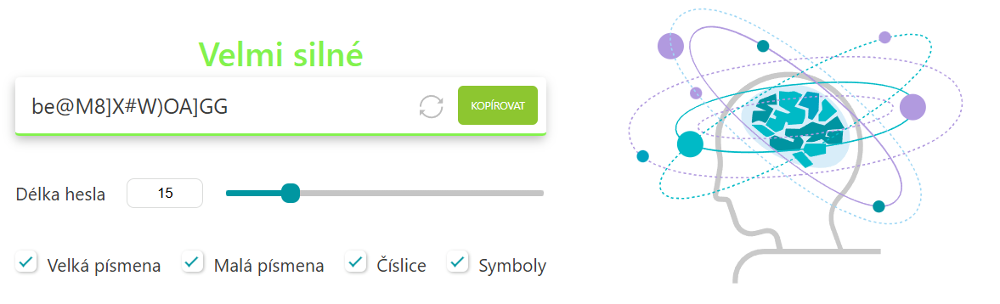 Velmi silné
be@M8]X#W)OA]GG KOPÍROVAT
Délka hesla 15
Velká písmena Malá písmena Číslice Symboly